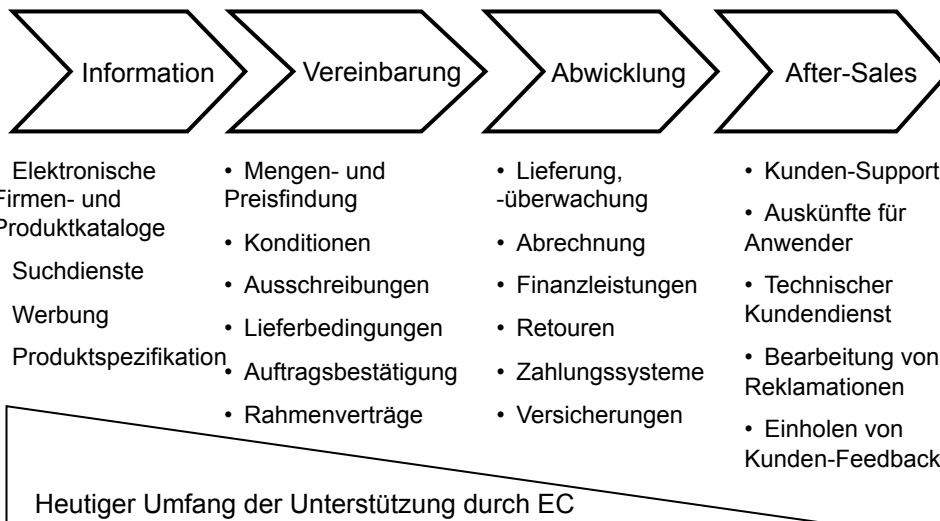 Information
Vereinbarung
Abwicklung
After-Sales
Elektronische
Firmen- und
Produktkataloge
Suchdienste
Werbung
Produktspezifikation
• Mengen- und
Preisfindung
• Konditionen
• Ausschreibungen
• Lieferbedingungen
• Auftragsbestätigung
• Rahmenverträge
• Lieferung,
-überwachung
• Abrechnung
• Finanzleistungen
• Retouren
• Zahlungssysteme
• Versicherungen
• Kunden-Support
• Auskünfte für
Anwender
• Technischer
Kundendienst
• Bearbeitung von
Reklamationen
• Einholen von
Kunden-Feedback
Heutiger Umfang der Unterstützung durch EC